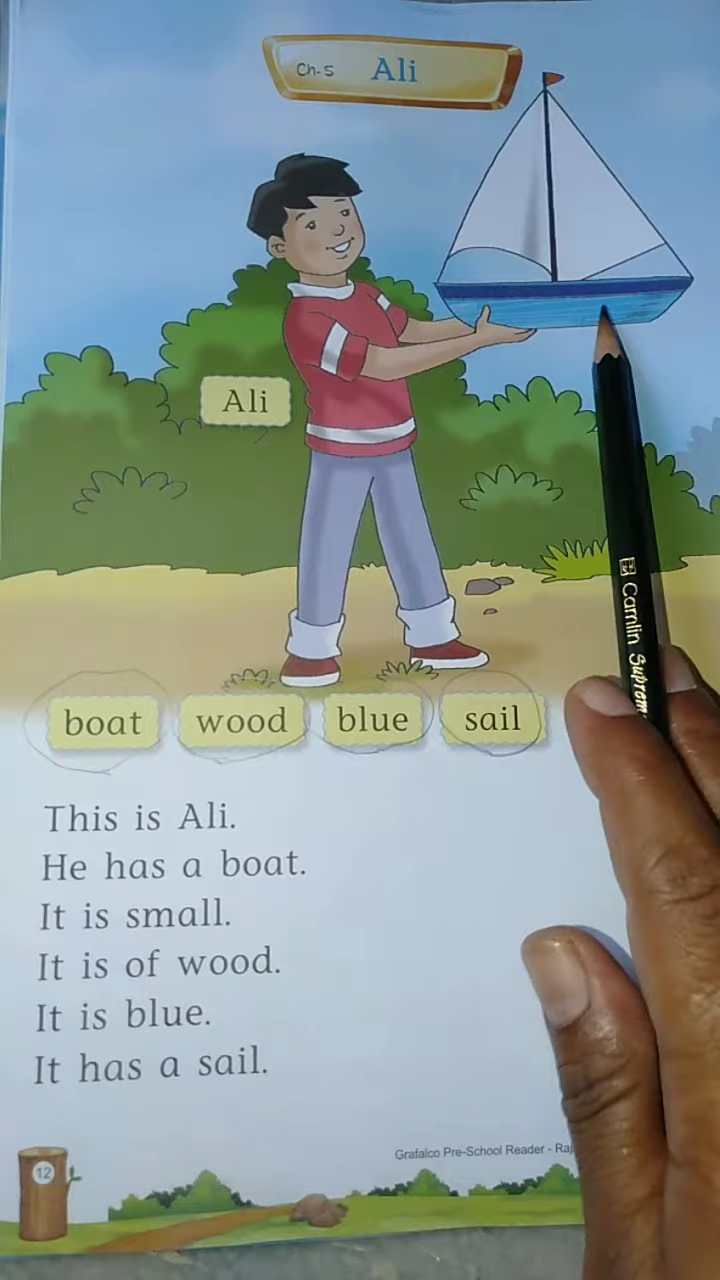 Ch-5 Ali
Ali
boat wood blue sail
This is Ali.
He has a boat.
It is small.
It is of wood.
It is blue.
It has a sail.
12
Grafalco Pre-School Reader -
Camlin